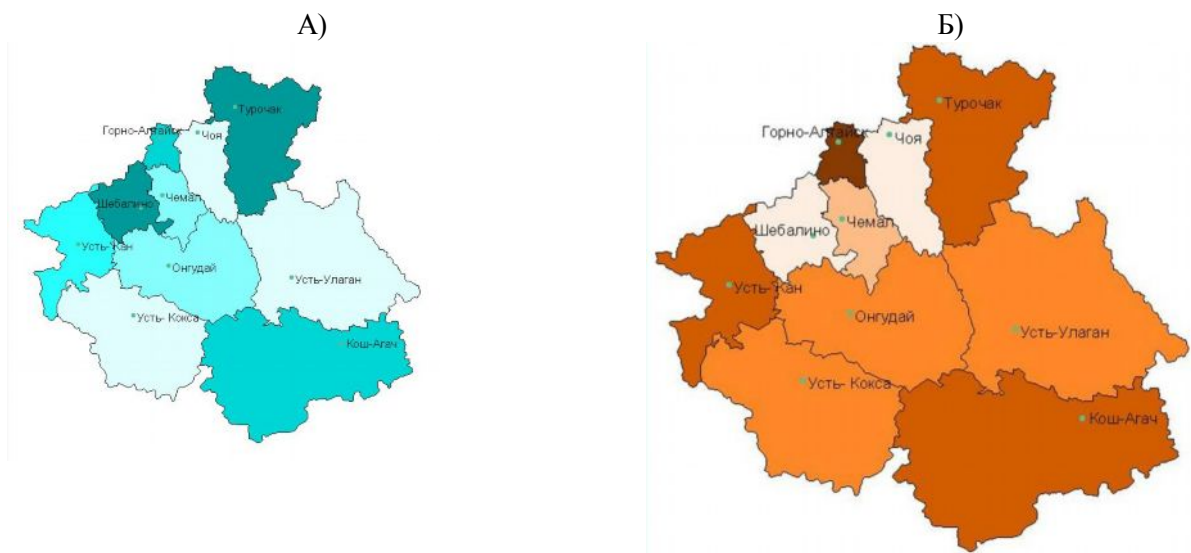 А)
Турочак
Горно-Алтайск
Чоя
Шебалино
Чемал
Усть-Кан
Онгудай
Усть-Улаган
Усть- Кокса
Кош-Агач
Б)
Турочак
Горно-Алтайск
Чоя
Шебалино
Чемал
Усть-Кан
Онгудай
Усть-Улаган
Усть- Кокса
Кош-Агач